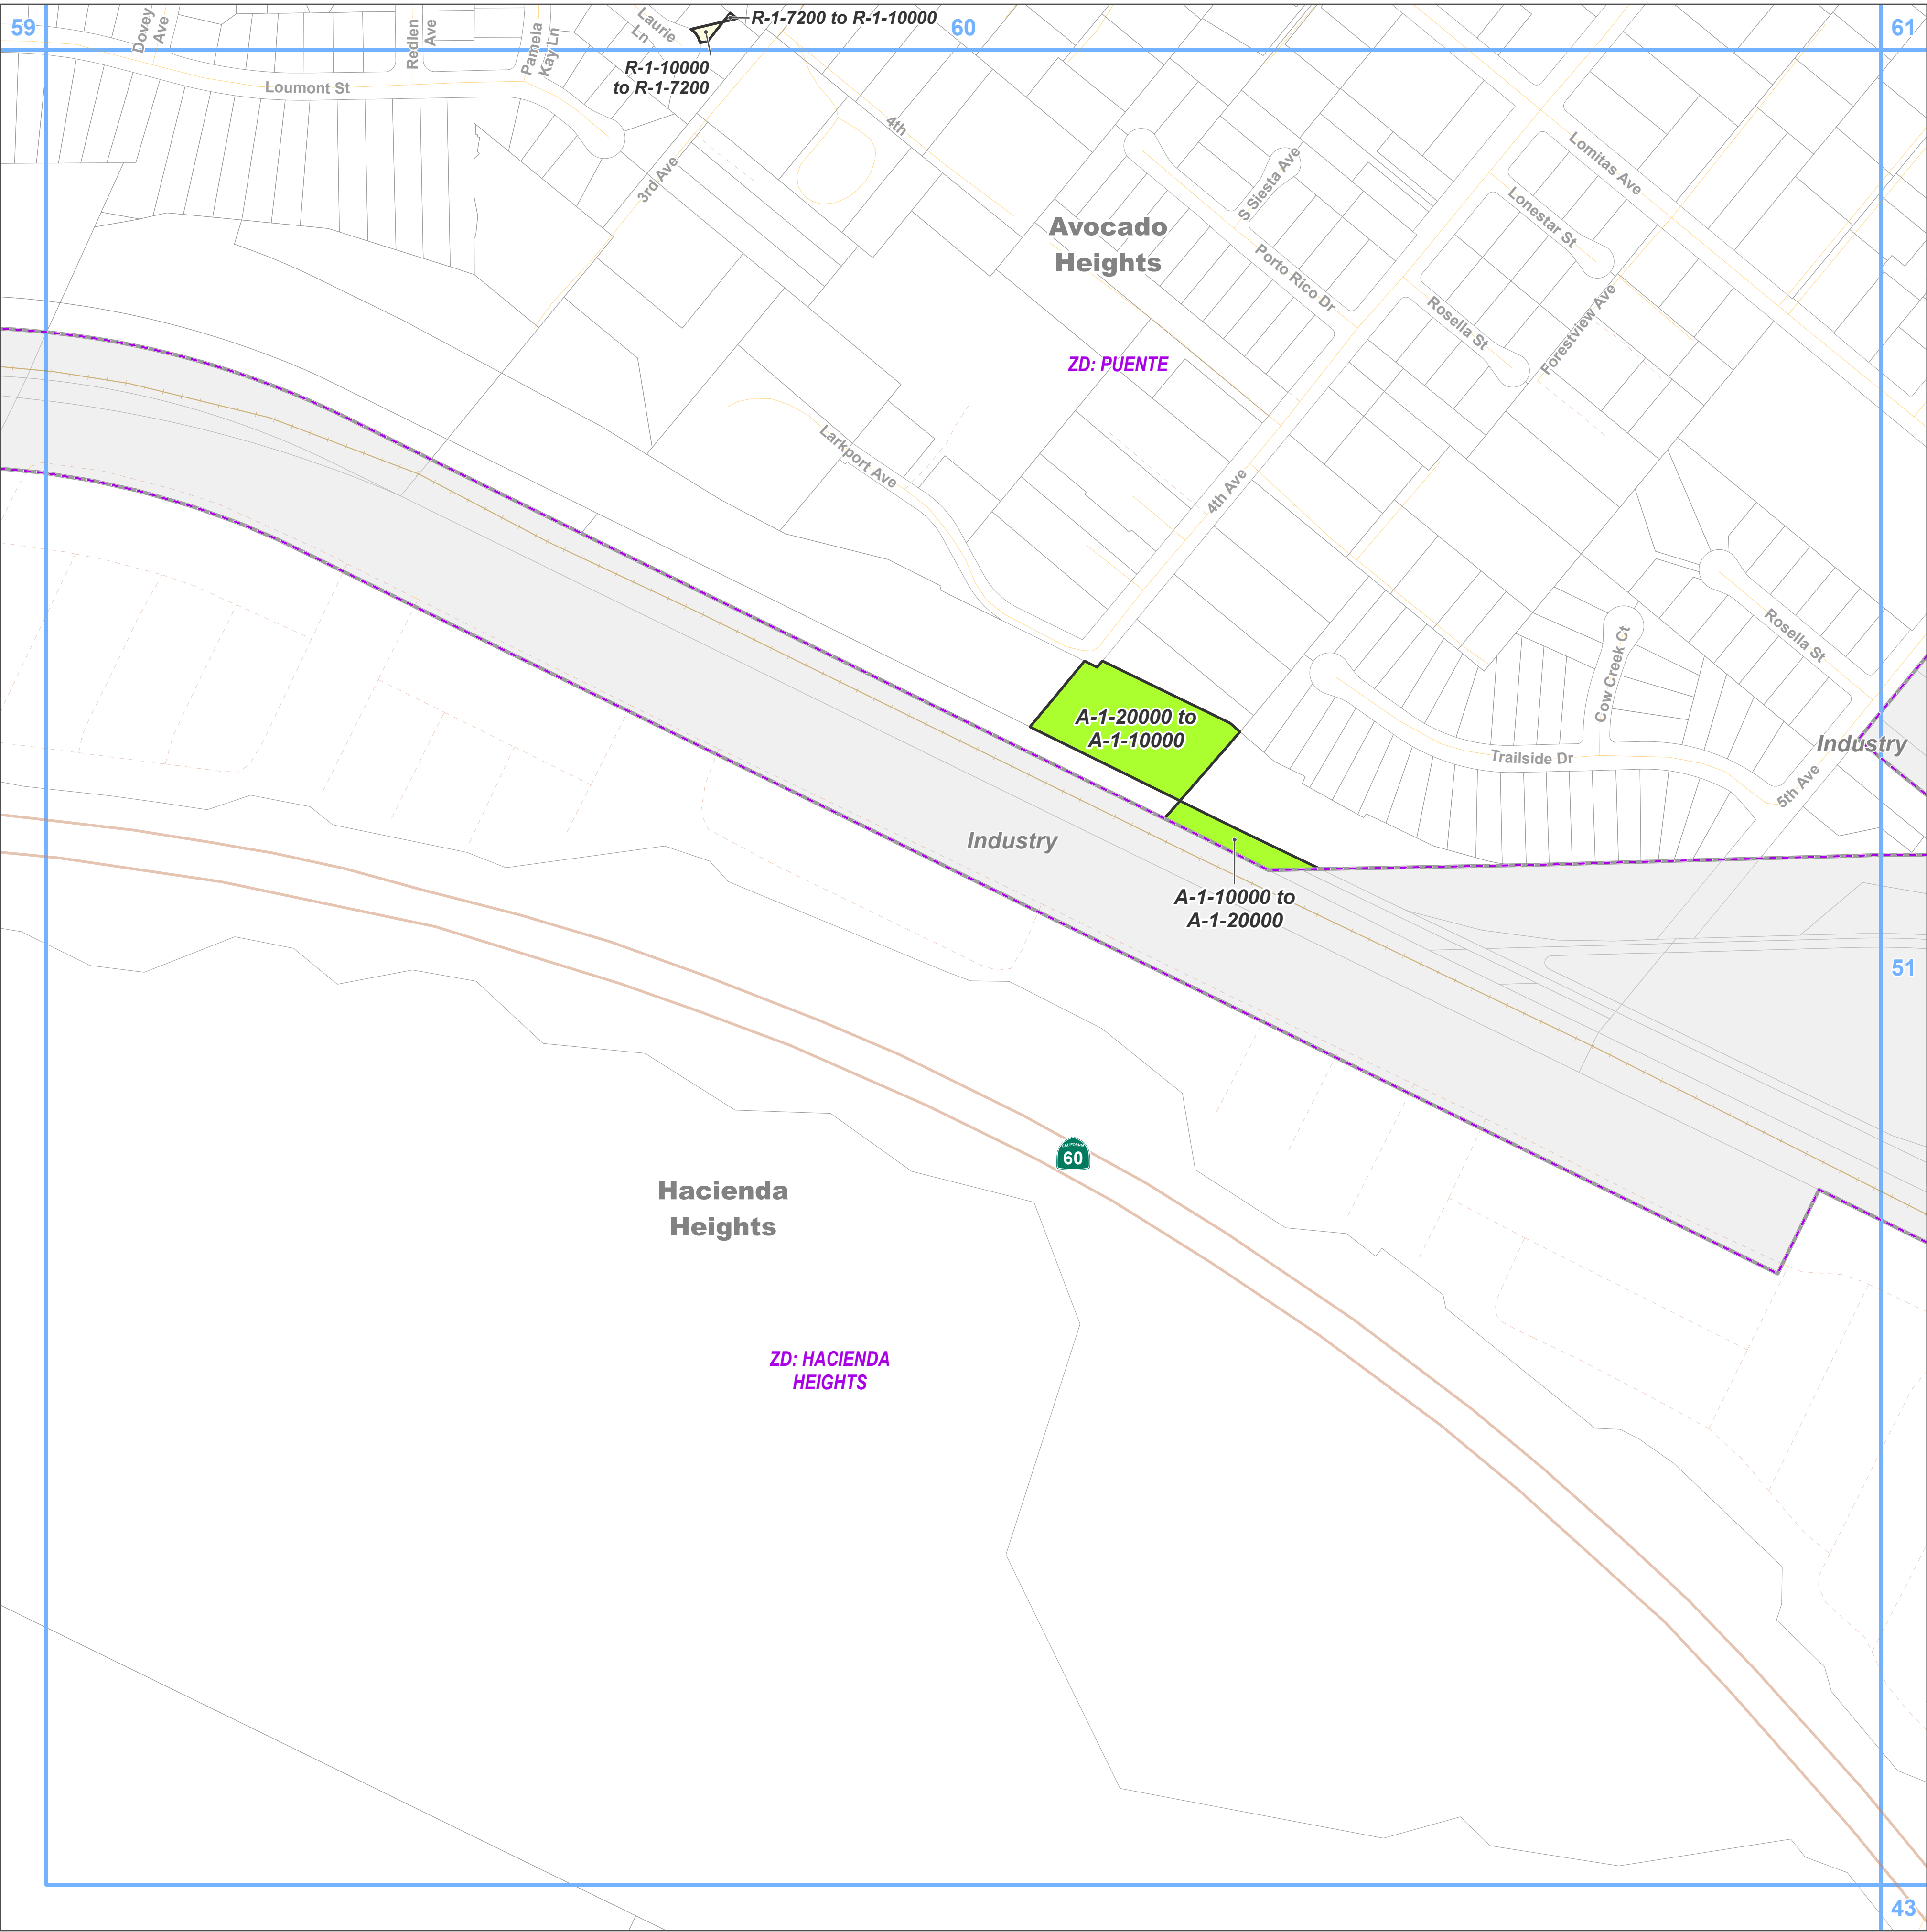 59
Dovey
Ave
Redlen
Ave
Pamela
Kay Ln
Laurie
Ln
R-1-7200 to R-1-10000
60
61
R-1-10000
to R-1-7200
Loumont St
3rd Ave
4th
Avocado
Heights
S Siesta Ave
Porto Rico Dr
Lomitas Ave
Lonestar St
Rosella St
Forestview Ave
ZD: PUENTE
Larkport Ave
4th Ave
Rosella St
Cow Creek Ct
A-1-20000 to
A-1-10000
Trailside Dr
Industry
5th Ave
Industry
A-1-10000 to
A-1-20000
51
CALIFORNIA
60
Hacienda
Heights
ZD: HACIENDA
HEIGHTS
43